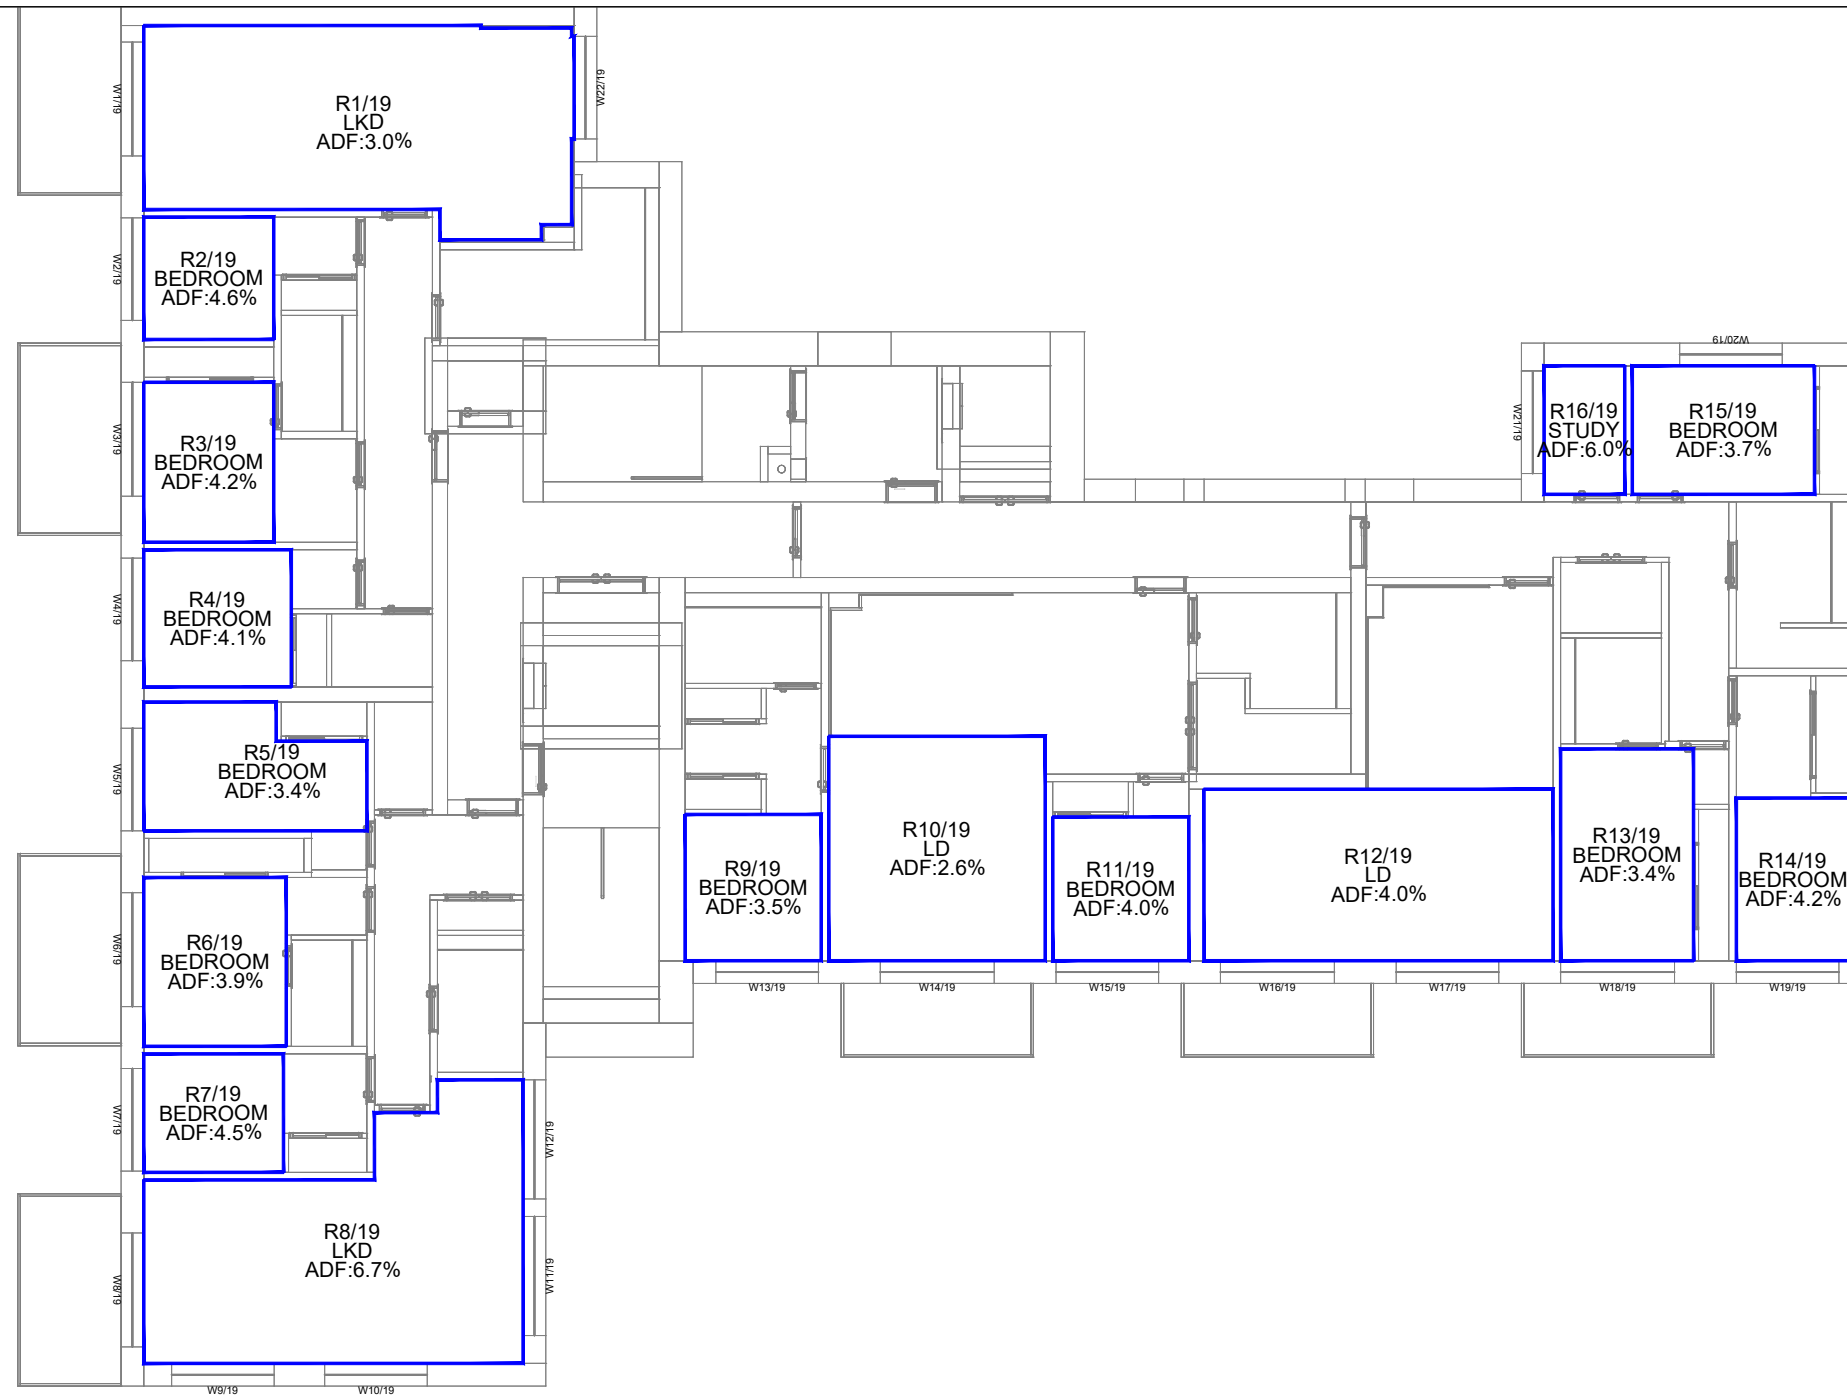 W1/19
R1/19
LKD
ADF:3.0%
W22/19
W2/19
R2/19
BEDROOM
ADF:4.6%
W3/19
R3/19
BEDROOM
ADF:4.2%
W4/19
R4/19
BEDROOM
ADF:4.1%
W5/19
R5/19
BEDROOM
ADF:3.4%
W6/19
R6/19
BEDROOM
ADF:3.9%
W7/19
R7/19
BEDROOM
ADF:4.5%
W8/19
R8/19
LKD
ADF:6.7%
W12/19
W11/19
W9/19
W10/19
R9/19
BEDROOM
ADF:3.5%
W13/19
R10/19
LD
ADF:2.6%
W14/19
R11/19
BEDROOM
ADF:4.0%
W15/19
R12/19
LD
ADF:4.0%
W16/19
W17/19
R13/19
BEDROOM
ADF:3.4%
W18/19
R14/19
BEDROOM
ADF:4.2%
W19/19
W20/19
W21/19
R16/19
STUDY
ADF:6.0%
R15/19
BEDROOM
ADF:3.7%